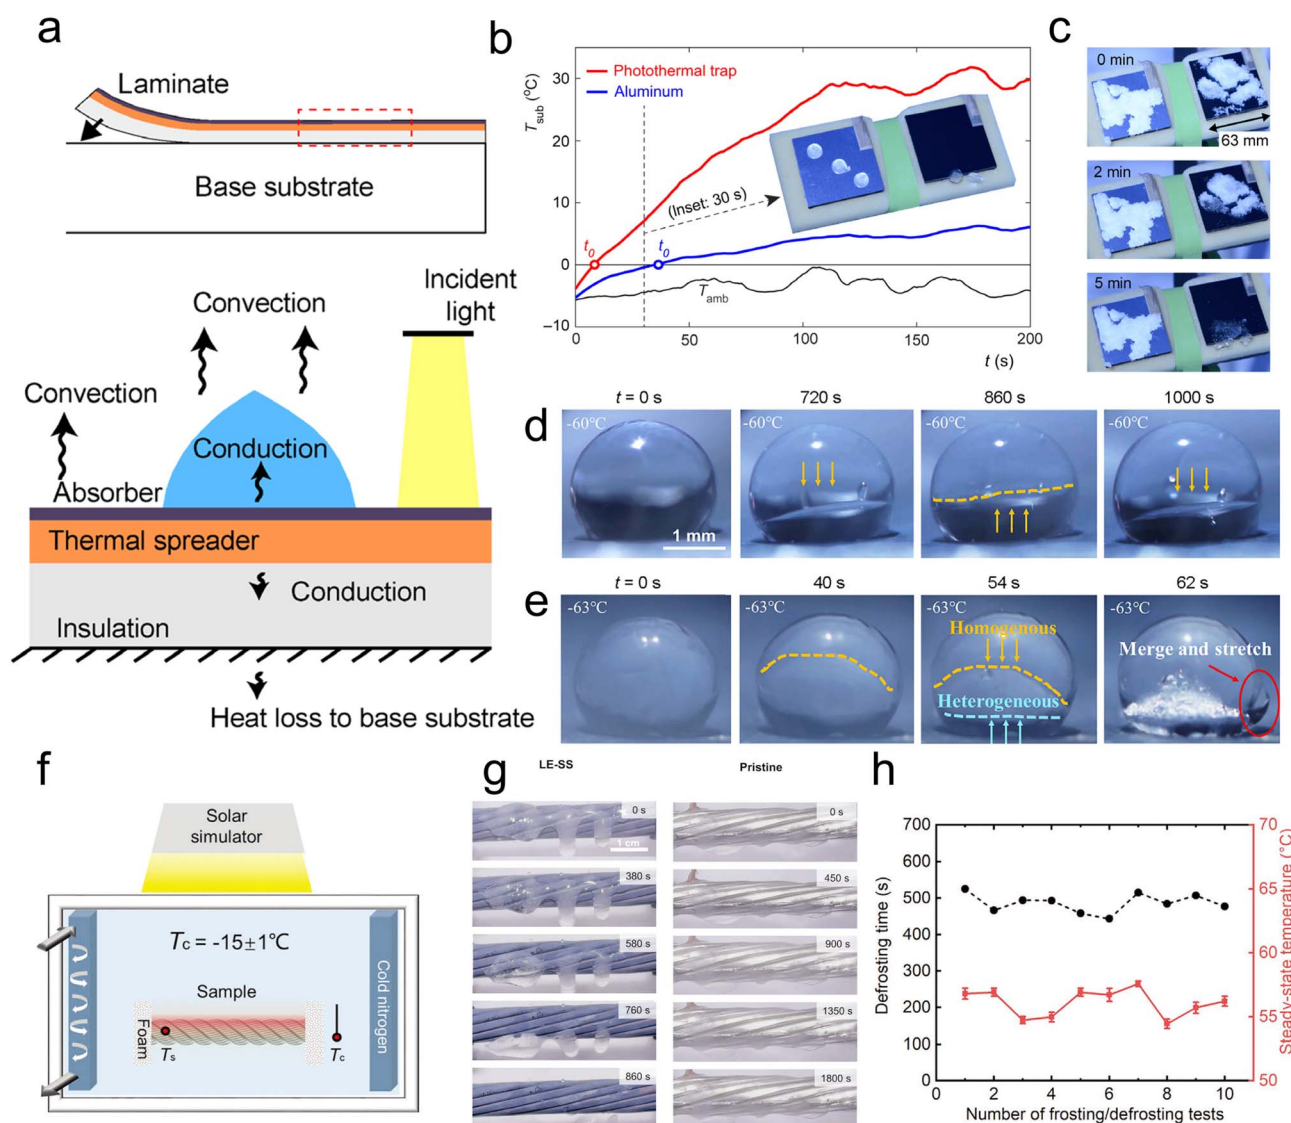 a
Laminate
Base substrate
Convection
Incident
light
Convection
Conduction
Absorber
Thermal spreader
Conduction
Insulation
Heat loss to base substrate
b
Photothermal trap
Aluminum
Tsub (°C)
30
20
10
0
−10
t0
t0
(Inset: 30 s)
Tamb
0
50
100
150
200
t (s)
c
0 min
63 mm
2 min
5 min
d
t = 0 s
720 s
860 s
1000 s
-60°C
-60°C
-60°C
-60°C
1 mm
e
t = 0 s
40 s
54 s
62 s
-63°C
-63°C
-63°C
-63°C
Homogenous
Heterogeneous
Merge and stretch
f
Solar
simulator
Tc = -15±1°C
Sample
Foam
Ts
Tc
Cold nitrogen
g
LE-SS
Pristine
0 s
1 cm
0 s
380 s
450 s
580 s
900 s
760 s
1350 s
860 s
1800 s
h
Defrosting time (s)
700
600
500
400
300
200
100
0
0
2
4
6
8
10
Number of frosting/defrosting tests
70
65
60
55
50
Steady-state temperature (°C)